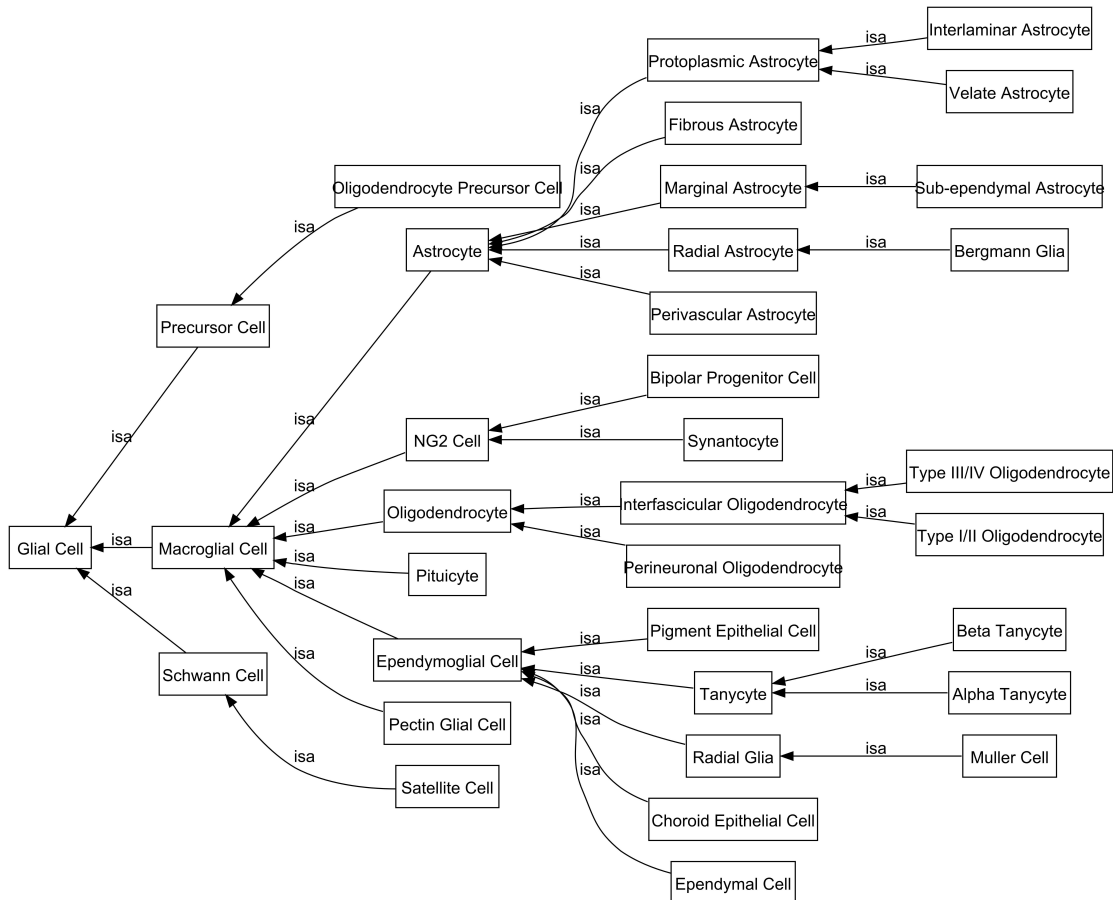 Interlaminar Astrocyte
isa
Protoplasmic Astrocyte
isa
Velate Astrocyte
isa
Fibrous Astrocyte
isa
Oligodendrocyte Precursor Cell
Marginal Astrocyte
isa
Sub-ependymal Astrocyte
isa
isa
Astrocyte
isa
Radial Astrocyte
isa
Bergmann Glia
isa
Perivascular Astrocyte
Precursor Cell
Bipolar Progenitor Cell
isa
isa
isa
NG2 Cell
isa
Synantocyte
isa
Type III/IV Oligodendrocyte
isa
Oligodendrocyte
isa
Interfascicular Oligodendrocyte
isa
Type I/II Oligodendrocyte
isa
Glial Cell
isa
Macroglial Cell
isa
Perineuronal Oligodendrocyte
isa
Pituicyte
isa
isa
Pigment Epithelial Cell
isa
Beta Tanycyte
isa
Schwann Cell
isa
Ependymoglial Cell
isa
Tanycyte
isa
Alpha Tanycyte
isa
Pectin Glial Cell
isa
Radial Glia
isa
Muller Cell
isa
isa
Satellite Cell
Choroid Epithelial Cell
Ependymal Cell